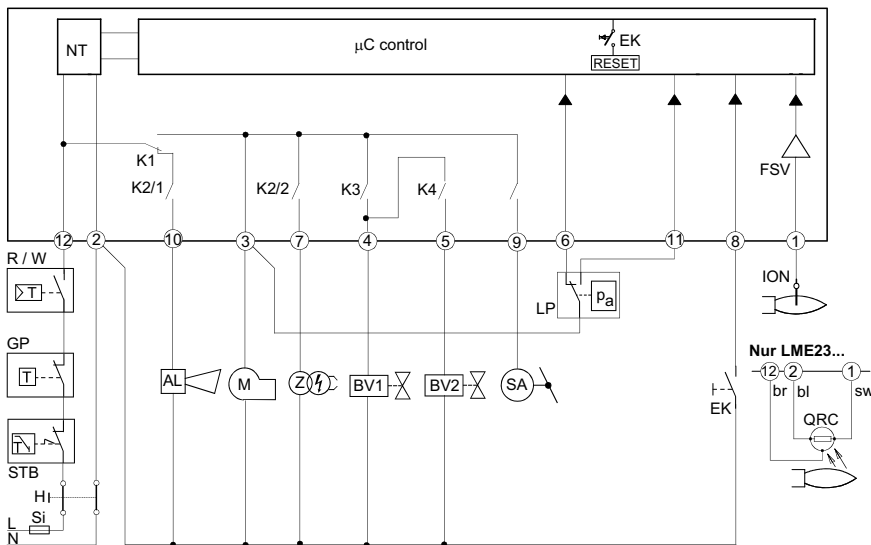 NT
µC control
EK
RESET
FSV
K1
K2/1
K2/2
K3
K4
12
2
10
3
7
4
5
9
6
11
8
1
R / W
T
GP
T
STB
T
H
Si
L
N
AL
M
Z
BV1
BV2
SA
LP
pa
EK
ION
Nur LME23...
12
2
1
br
bl
sw
QRC